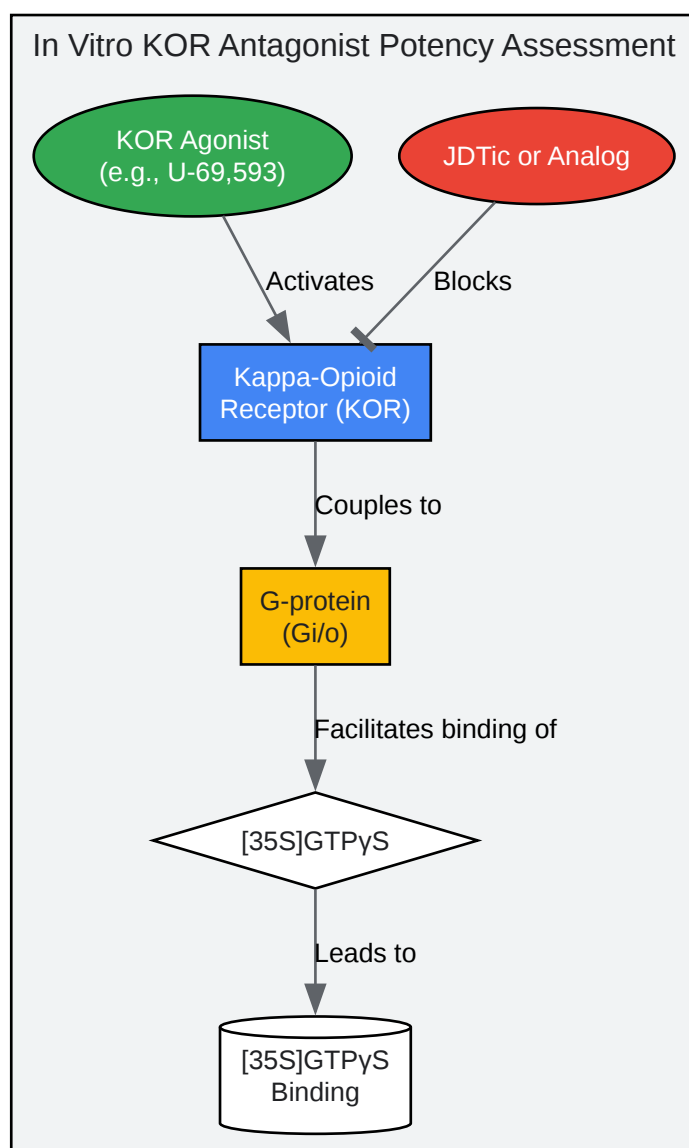 In Vitro KOR Antagonist Potency Assessment
KOR Agonist
(e.g., U-69,593)
JDTic or Analog
Activates
Blocks
Kappa-Opioid
Receptor (KOR)
Couples to
G-protein
(Gi/o)
Facilitates binding of
[35S]GTPγS
Leads to
[35S]GTPγS
Binding